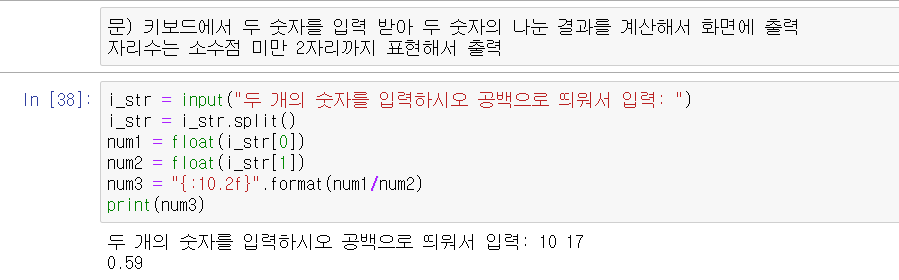 문) 키보드에서 두 숫자를 입력 받아 두 숫자의 나눈 결과를 계산해서 화면에 출력
자리수는 소수점 미만 2자리까지 표현해서 출력
In [38]: i_str = input("두 개의 숫자를 입력하시오 공백으로 띄워서 입력: ")
i_str = i_str.split()
num1 = float(i_str[0])
num2 = float(i_str[1])
num3 = "{:10.2f}".format(num1/num2)
print(num3)
두 개의 숫자를 입력하시오 공백으로 띄워서 입력: 10 17
0.59